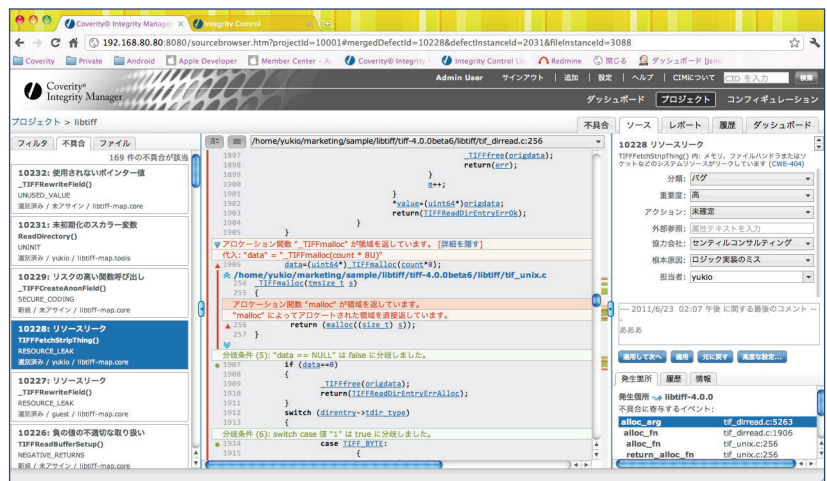 Coverity® Integrity Manager
Integrity Control
192.168.80.80:8080/sourcebrowser.htm?projectId=10001#mergedDefectId=10228&defectInstanceId=2031&fileInstanceId=3088
Coverity Private Android Apple Developer Member Center – A Coverity® Integrity Integrity Control Lo Redmine 閉じる ダッシュボード
Admin User サインアウト | 追加 | 設定 | ヘルプ | CIMについて CID を入力 検索
Coverity®
Integrity Manager
ダッシュボード プロジェクト コンフィギュレーション
プロジェクト > libtiff
不具合 ソース レポート 履歴 ダッシュボード
フィルタ 不具合 ファイル
169 件の不具合が該当
10232: 使用されないポインター値
_TIFFRewriteField()
UNUSED_VALUE
選別済み / 未アサイン / libtiff-map.core
10231: 未初期化のスカラー変数
ReadDirectory()
UNINIT
選別済み / yukio / libtiff-map.tools
10229: リスクの高い関数呼び出し
_TIFFCreateAnonField()
SECURE_CODING
新規 / 未アサイン / libtiff-map.core
10228: リソースリーク
TIFFFetchStripThing()
RESOURCE_LEAK
選別済み / yukio / libtiff-map.core
10227: リソースリーク
_TIFFRewriteField()
RESOURCE_LEAK
選別済み / guest / libtiff-map.core
10226: 負の値の不適切な取り扱い
TIFFReadBufferSetup()
NEGATIVE_RETURNS
新規 / 未アサイン / libtiff-map.core
/home/yukio/marketing/sample/libtiff/tiff-4.0.0beta6/libtiff/tif_dirread.c:256
1897 _TIFFfree(origdata);
1898 return(err);
1899 }
1900 m++;
1901 }
1902 *value=(uint64*)origdata;
1903 return(TIFFReadDirEntryErrOk);
1904 }
1905 }
アロケーション関数 "_TIFFmalloc" が領域を返しています。 [詳細を隠す]
代入: "data" = "_TIFFmalloc(count * 8U)"
1906 data=(uint64*)_TIFFmalloc(count*8);
/home/yukio/marketing/sample/libtiff/tiff-4.0.0beta6/libtiff/tif_unix.c
254 _TIFFmalloc(tmsize_t s)
255 {
アロケーション関数 "malloc" が領域を返しています。
"malloc" によってアロケートされた領域を直接返しています。
256 return (malloc((size_t) s));
257 }
分岐条件 (5): "data == NULL" は false に分岐しました。
1907 if (data==0)
1908 {
1909 _TIFFfree(origdata);
1910 return(TIFFReadDirEntryErrAlloc);
1911 }
1912 switch (direntry->tdir_type)
1913 {
分岐条件 (6): switch case 値 "1" は true に分岐しました。
1914 case TIFF_BYTE:
1915 {
10228 リソースリーク
TIFFFetchStripThing() 内: メモリ、ファイルハンドラまたはソ
ケットなどのシステムリソースがリークしています (CWE-404)
分類: バグ
重要度: 高
アクション: 未確定
外部参照: 属性テキストを入力
協力会社: センティルコンサルティング
根本原因: ロジック実装のミス
担当者: yukio
--- 2011/6/23 02:07 午後 に関する最後のコメント --
-
あああ
適用して次へ 適用 元に戻す 高度な設定...
発生箇所 履歴 情報
発生個所 libtiff-4.0.0
不具合に寄与するイベント:
alloc_arg tif_dirread.c:5263
alloc_fn tif_dirread.c:1906
alloc_fn tif_unix.c:256
return_alloc_fn tif_unix.c:256